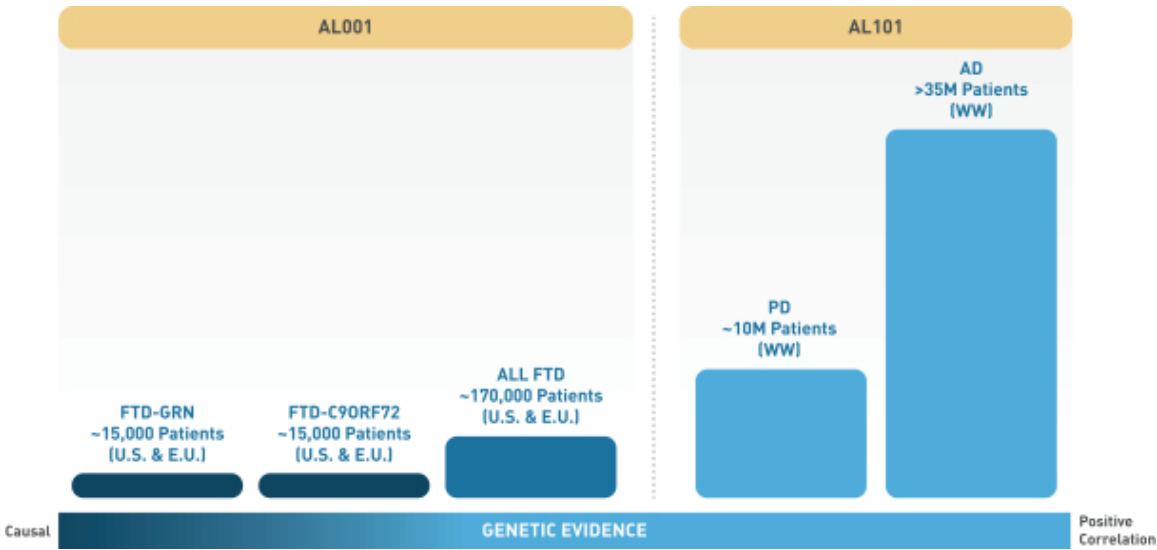 AL001
FTD-GRN
~15,000 Patients
(U.S. & E.U.)
FTD-C9ORF72
~15,000 Patients
(U.S. & E.U.)
ALL FTD
~170,000 Patients
(U.S. & E.U.)
AL101
PD
~10M Patients
(WW)
AD
>35M Patients
(WW)
Causal
GENETIC EVIDENCE
Positive
Correlation